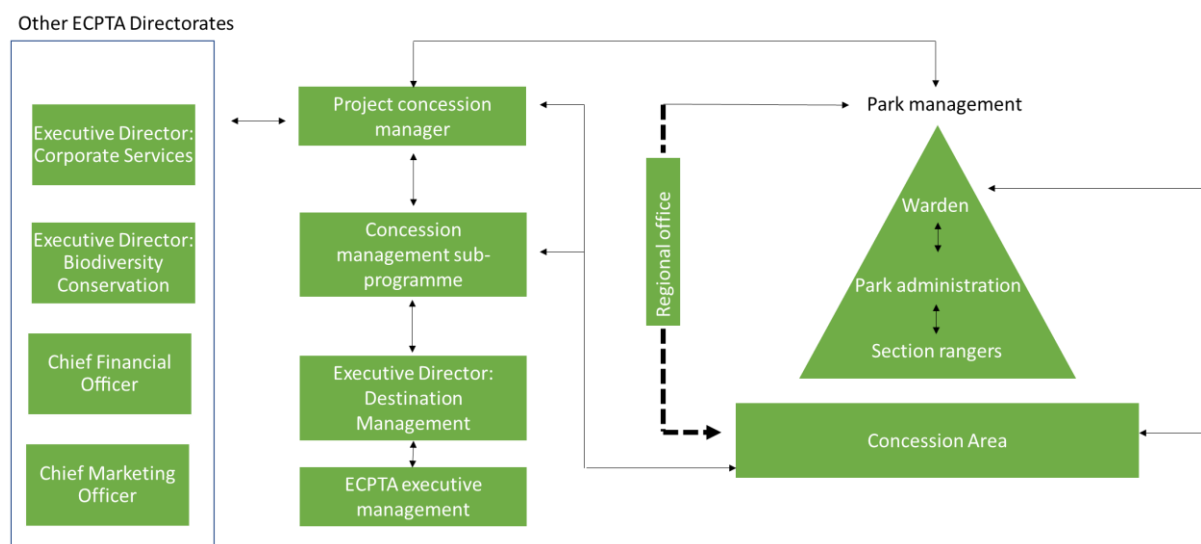 Other ECPTA Directorates
Executive Director:
Corporate Services
Executive Director:
Biodiversity
Conservation
Chief Financial
Officer
Chief Marketing
Officer
Project concession
manager
Concession
management sub-
programme
Executive Director:
Destination
Management
ECPTA executive
management
Regional office
Park management
Warden
Park administration
Section rangers
Concession Area